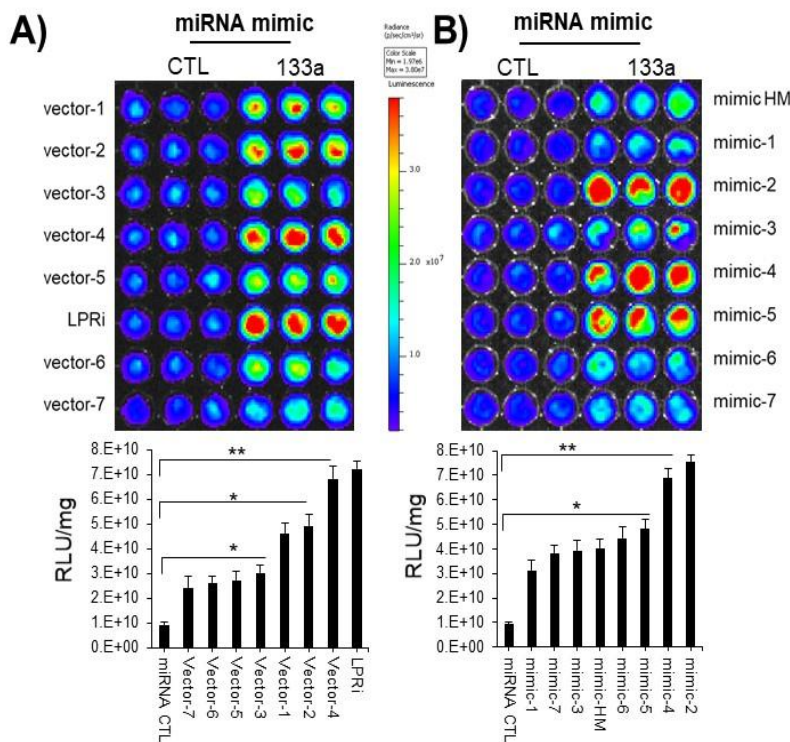 A)
miRNA mimic
CTL 133a
vector-1
vector-2
vector-3
vector-4
vector-5
LPRi
vector-6
vector-7
Radiance
(p/sec/cm²/sr)
Color Scale
Min = 1.97e6
Max = 3.80e7
Luminescence
3.0
2.0
x10⁷
1.0
B)
miRNA mimic
CTL 133a
mimic HM
mimic-1
mimic-2
mimic-3
mimic-4
mimic-5
mimic-6
mimic-7
RLU/mg
8.E+10
7.E+10
6.E+10
5.E+10
4.E+10
3.E+10
2.E+10
1.E+10
0.E+00
**
*
*
miRNA CTL
Vector-7
Vector-6
Vector-5
Vector-3
Vector-1
Vector-2
Vector-4
LPRi
RLU/mg
8.E+10
7.E+10
6.E+10
5.E+10
4.E+10
3.E+10
2.E+10
1.E+10
0.E+00
**
*
miRNA CTL
mimic-1
mimic-7
mimic-3
mimic-HM
mimic-6
mimic-5
mimic-4
mimic-2